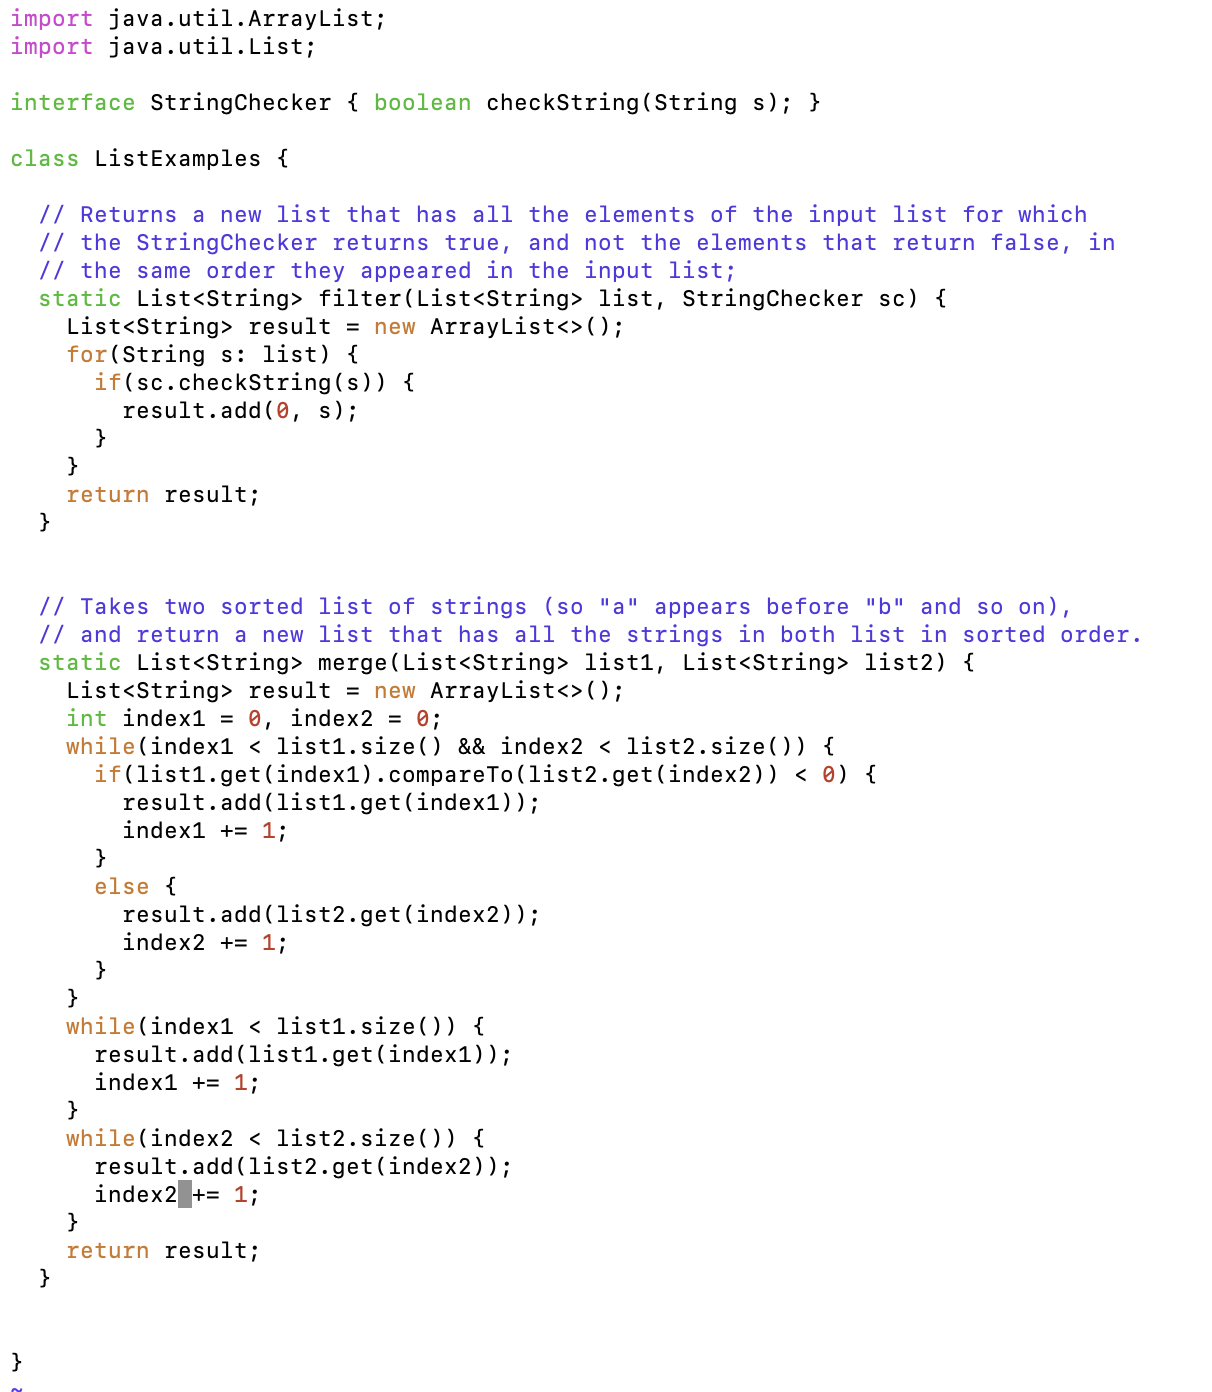 import java.util.ArrayList;
import java.util.List;

interface StringChecker { boolean checkString(String s); }

class ListExamples {

  // Returns a new list that has all the elements of the input list for which
  // the StringChecker returns true, and not the elements that return false, in
  // the same order they appeared in the input list;
  static List<String> filter(List<String> list, StringChecker sc) {
    List<String> result = new ArrayList<>();
    for(String s: list) {
      if(sc.checkString(s)) {
        result.add(0, s);
      }
    }
    return result;
  }


  // Takes two sorted list of strings (so "a" appears before "b" and so on),
  // and return a new list that has all the strings in both list in sorted order.
  static List<String> merge(List<String> list1, List<String> list2) {
    List<String> result = new ArrayList<>();
    int index1 = 0, index2 = 0;
    while(index1 < list1.size() && index2 < list2.size()) {
      if(list1.get(index1).compareTo(list2.get(index2)) < 0) {
        result.add(list1.get(index1));
        index1 += 1;
      }
      else {
        result.add(list2.get(index2));
        index2 += 1;
      }
    }
    while(index1 < list1.size()) {
      result.add(list1.get(index1));
      index1 += 1;
    }
    while(index2 < list2.size()) {
      result.add(list2.get(index2));
      index2 += 1;
    }
    return result;
  }


}
~